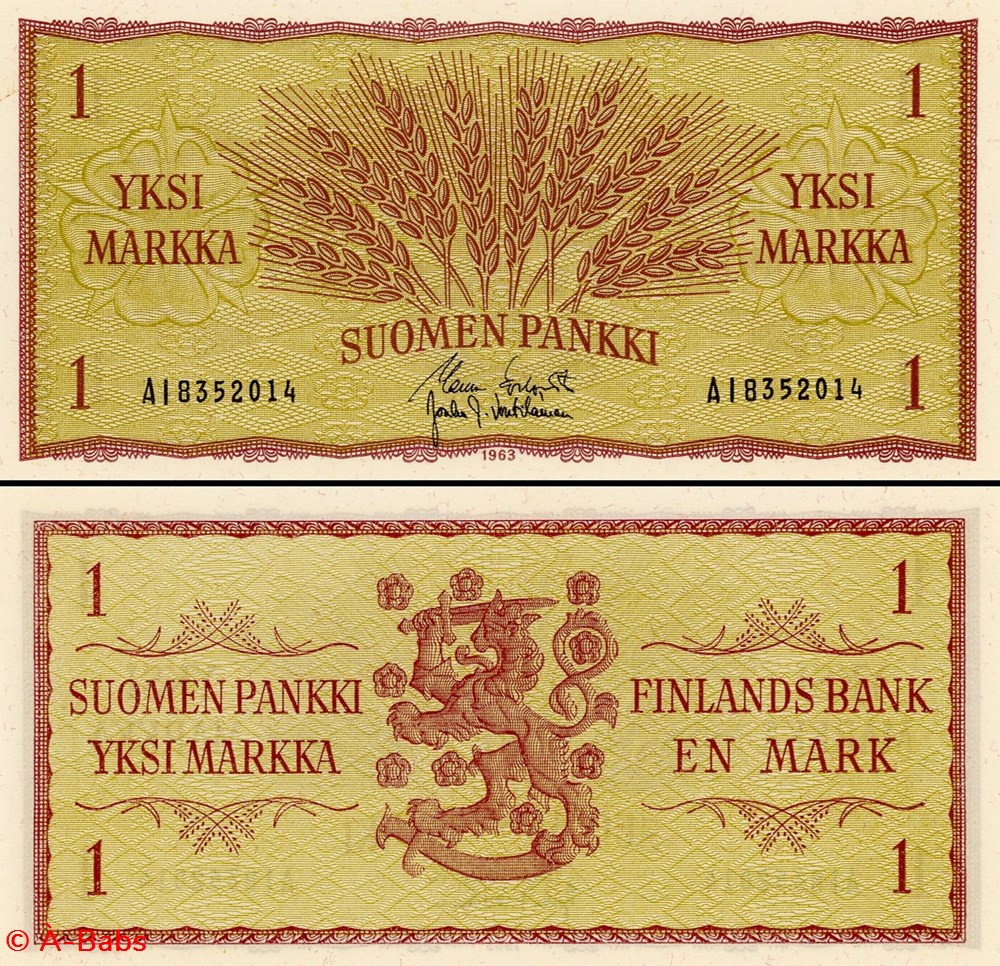 1 1
YKSI MARKKA
YKSI MARKKA
SUOMEN PANKKI
1 1
A18352014 A18352014
1963
1 1
SUOMEN PANKKI FINLANDS BANK
YKSI MARKKA EN MARK
1 1
© À-Babs